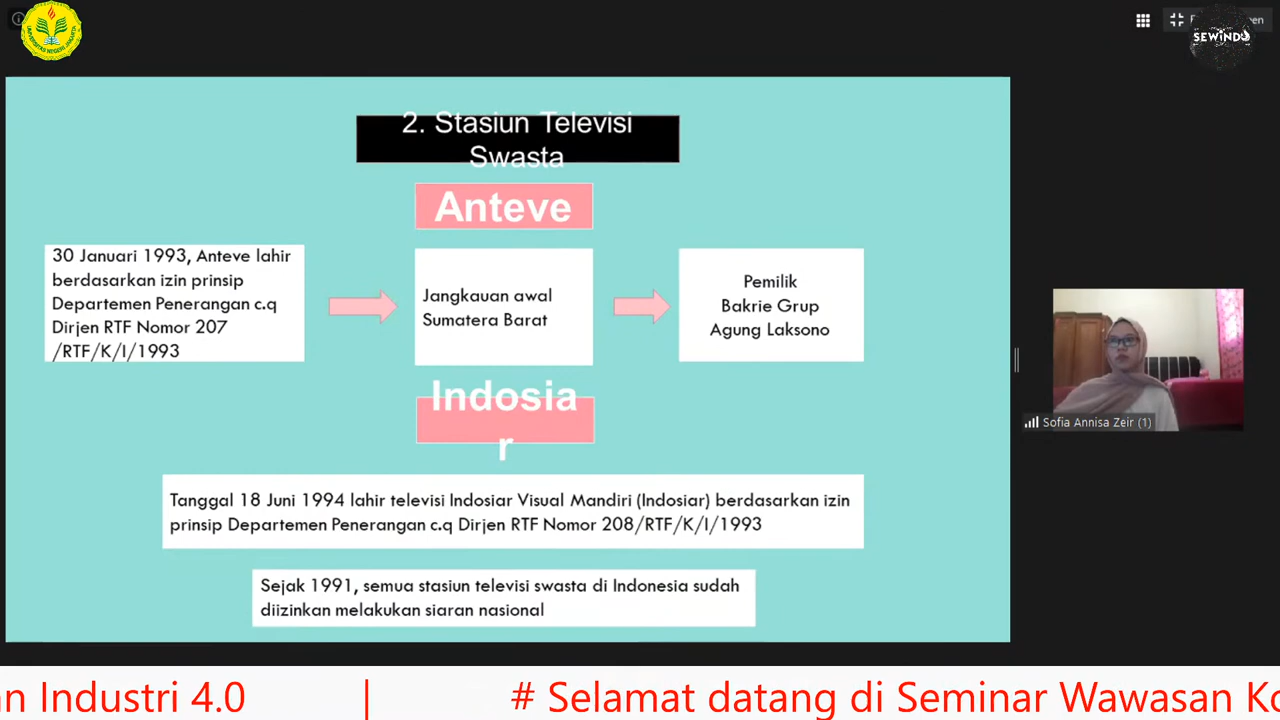 UNIVERSITAS NEGERI JAKARTA
SEWINDU
2. Stasiun Televisi
Swasta
Anteve
30 Januari 1993, Anteve lahir
berdasarkan izin prinsip
Departemen Penerangan c.q
Dirjen RTF Nomor 207
/RTF/K/I/1993
Jangkauan awal
Sumatera Barat
Pemilik
Bakrie Grup
Agung Laksono
Indosia
r
Tanggal 18 Juni 1994 lahir televisi Indosiar Visual Mandiri (Indosiar) berdasarkan izin
prinsip Departemen Penerangan c.q Dirjen RTF Nomor 208/RTF/K/I/1993
Sejak 1991, semua stasiun televisi swasta di Indonesia sudah
diizinkan melakukan siaran nasional
Sofia Annisa Zeir (1)
n Industri 4.0 | # Selamat datang di Seminar Wawasan Ko